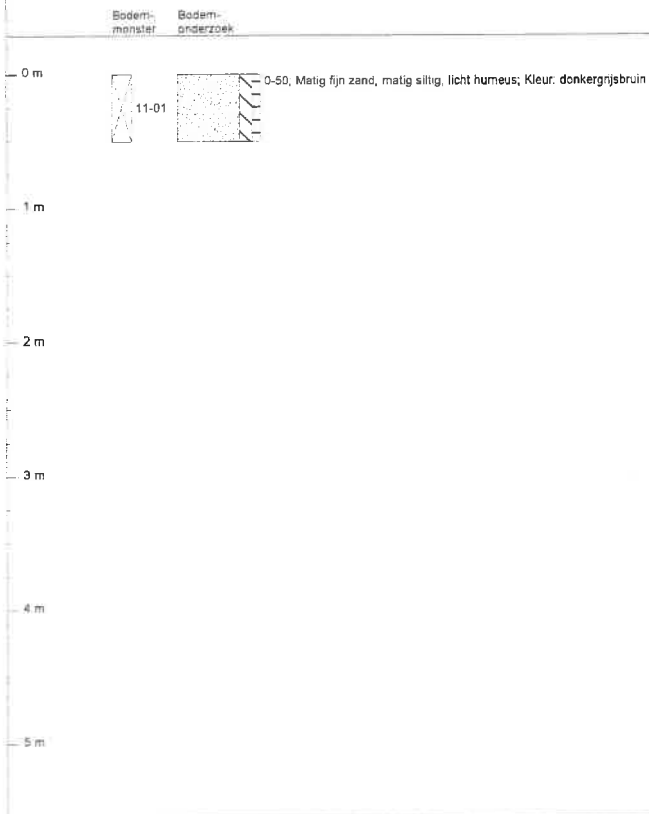 Bodem- Bodem-
monster onderzoek
0 m
0-50, Matig fijn zand, matig siltig, licht humeus; Kleur: donkergrijsbruin
11-01
1 m
2 m
3 m
4 m
5 m